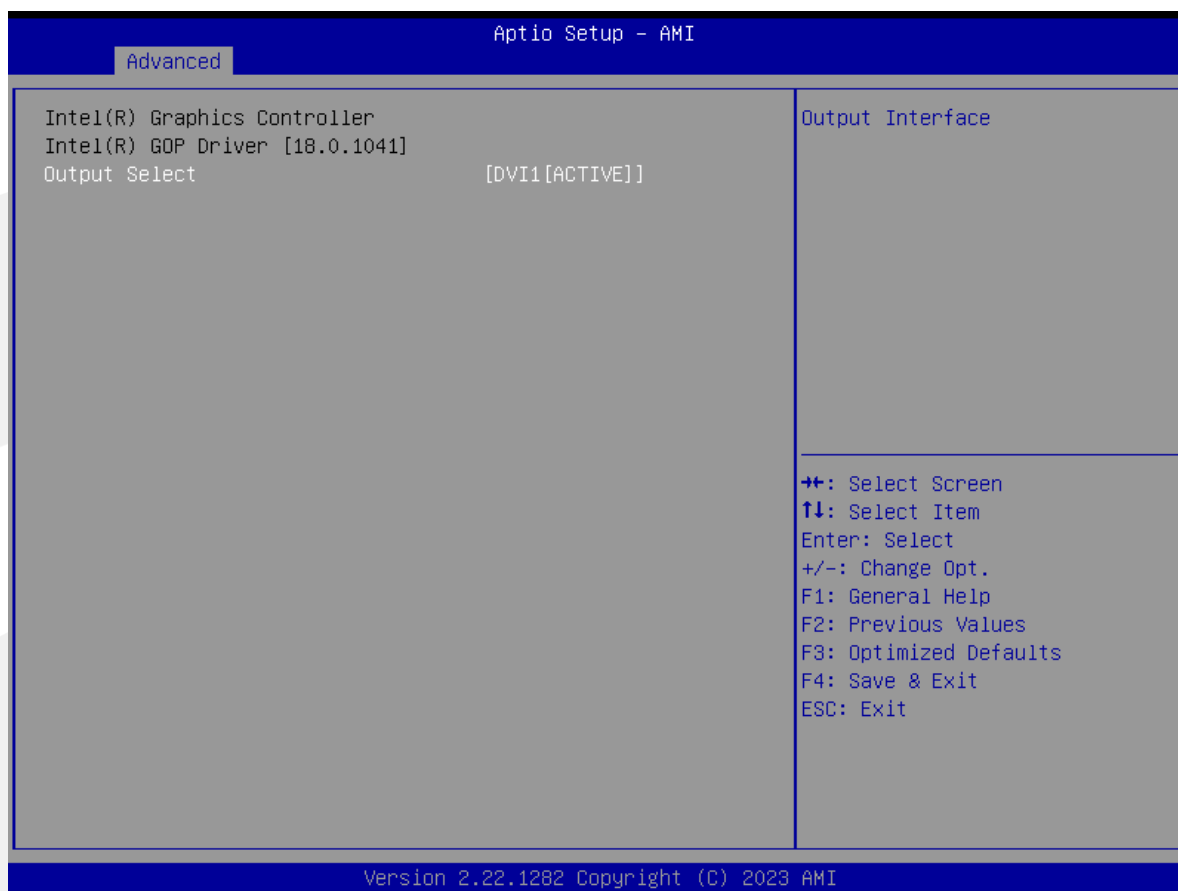 Aptio Setup – AMI
Advanced
Intel(R) Graphics Controller
Intel(R) GOP Driver [18.0.1041]
Output Select [DVI1[ACTIVE]]
Output Interface
→←: Select Screen
↑↓: Select Item
Enter: Select
+/-: Change Opt.
F1: General Help
F2: Previous Values
F3: Optimized Defaults
F4: Save & Exit
ESC: Exit
Version 2.22.1282 Copyright (C) 2023 AMI